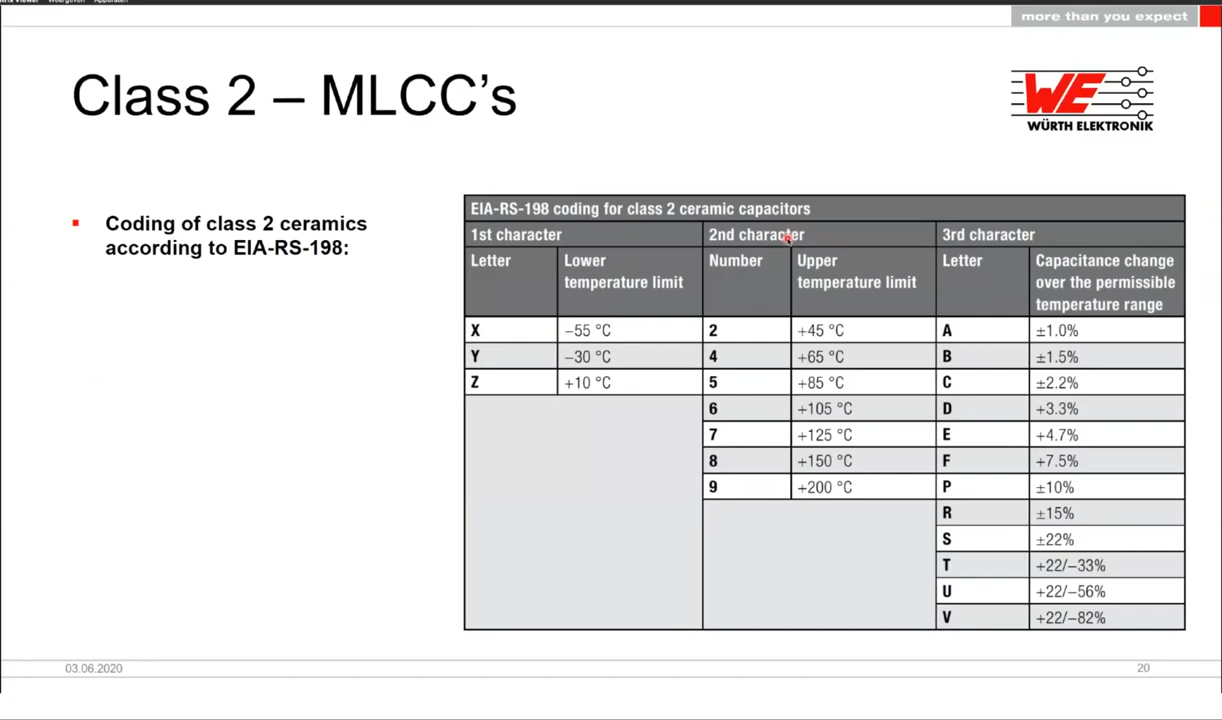 more than you expect
Class 2 – MLCC’s
WE
WÜRTH ELEKTRONIK
Coding of class 2 ceramics
according to EIA-RS-198:
EIA-RS-198 coding for class 2 ceramic capacitors
1st character 2nd character 3rd character
Letter Lower temperature limit Number Upper temperature limit Letter Capacitance change over the permissible temperature range
X –55 °C 2 +45 °C A ±1.0%
Y –30 °C 4 +65 °C B ±1.5%
Z +10 °C 5 +85 °C C ±2.2%
6 +105 °C D +3.3%
7 +125 °C E +4.7%
8 +150 °C F +7.5%
9 +200 °C P ±10%
R ±15%
S ±22%
T +22/–33%
U +22/–56%
V +22/–82%
03.06.2020 20